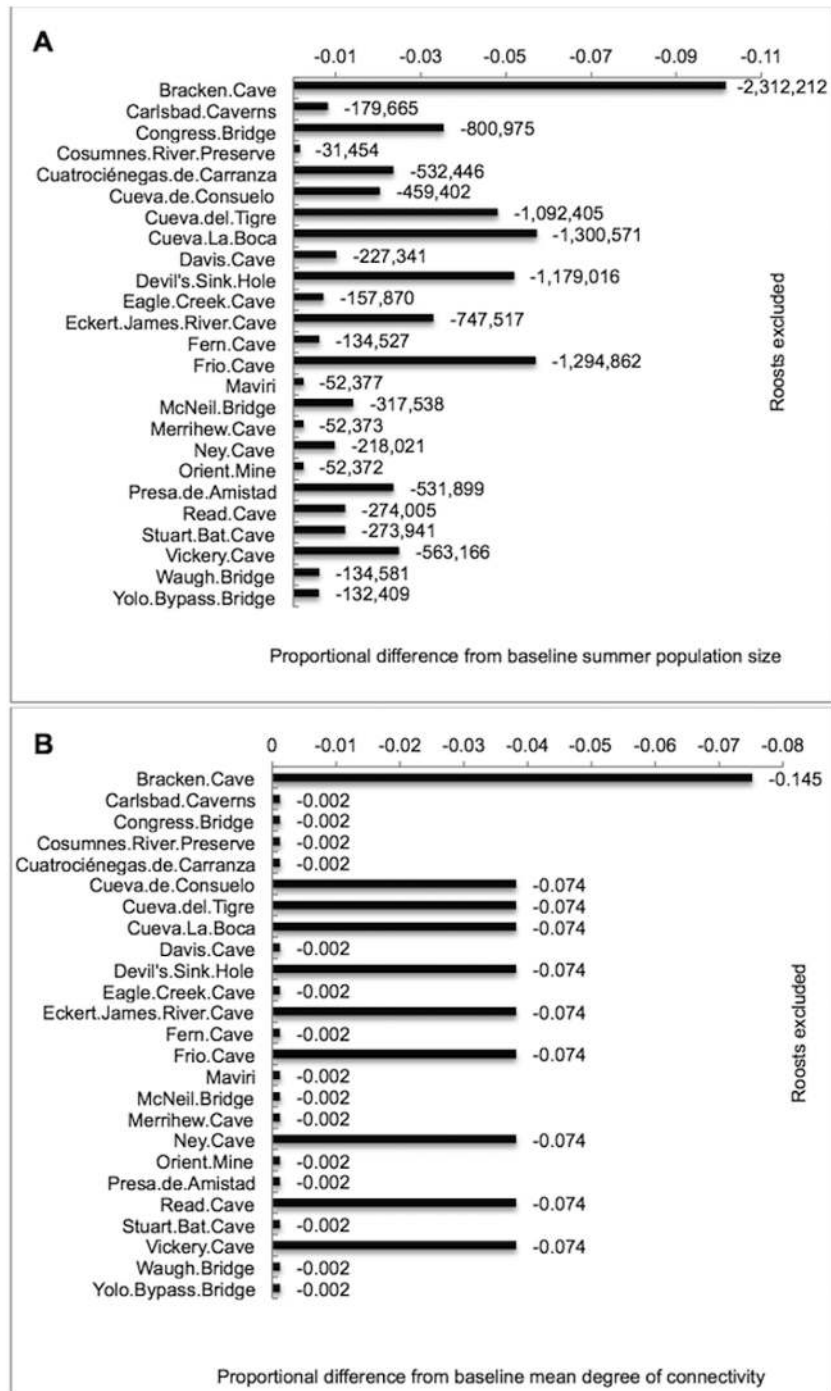 A
-0.01 -0.03 -0.05 -0.07 -0.09 -0.11
Bracken.Cave -2,312,212
Carlsbad.Caverns -179,665
Congress.Bridge -800,975
Cosumnes.River.Preserve -31,454
Cuatrociénegas.de.Carranza -532,446
Cueva.de.Consuelo -459,402
Cueva.del.Tigre -1,092,405
Cueva.La.Boca -1,300,571
Davis.Cave -227,341
Devil's.Sink.Hole -1,179,016
Eagle.Creek.Cave -157,870
Eckert.James.River.Cave -747,517
Fern.Cave -134,527
Frio.Cave -1,294,862
Maviri -52,377
McNeil.Bridge -317,538
Merrihew.Cave -52,373
Ney.Cave -218,021
Orient.Mine -52,372
Presa.de.Amistad -531,899
Read.Cave -274,005
Stuart.Bat.Cave -273,941
Vickery.Cave -563,166
Waugh.Bridge -134,581
Yolo.Bypass.Bridge -132,409
Roosts excluded
Proportional difference from baseline summer population size
B
0 -0.01 -0.02 -0.03 -0.04 -0.05 -0.06 -0.07 -0.08
Bracken.Cave -0.145
Carlsbad.Caverns -0.002
Congress.Bridge -0.002
Cosumnes.River.Preserve -0.002
Cuatrociénegas.de.Carranza -0.002
Cueva.de.Consuelo -0.074
Cueva.del.Tigre -0.074
Cueva.La.Boca -0.074
Davis.Cave -0.002
Devil's.Sink.Hole -0.074
Eagle.Creek.Cave -0.002
Eckert.James.River.Cave -0.074
Fern.Cave -0.002
Frio.Cave -0.074
Maviri -0.002
McNeil.Bridge -0.002
Merrihew.Cave -0.002
Ney.Cave -0.074
Orient.Mine -0.002
Presa.de.Amistad -0.002
Read.Cave -0.074
Stuart.Bat.Cave -0.002
Vickery.Cave -0.074
Waugh.Bridge -0.002
Yolo.Bypass.Bridge -0.002
Roosts excluded
Proportional difference from baseline mean degree of connectivity